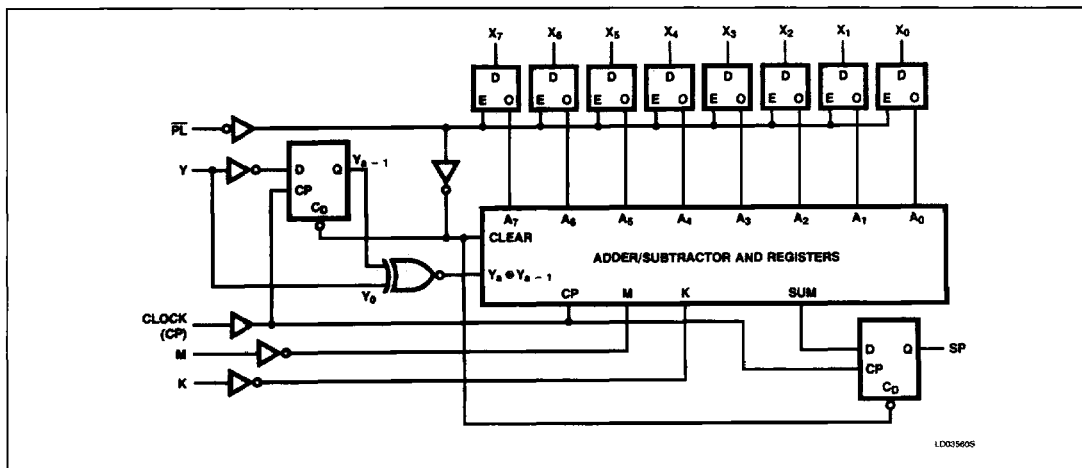 X7 X6 X5 X4 X3 X2 X1 X0
D D D D D D D D
E O E O E O E O E O E O E O E O
PL
Y
D Q Ya – 1
CP
CD
A7 A6 A5 A4 A3 A2 A1 A0
CLEAR
ADDER/SUBTRACTOR AND REGISTERS
Ya ⊕ Ya – 1
Y0
CP M K SUM
CLOCK
(CP)
M
K
D Q SP
CP
CD
LD03560S